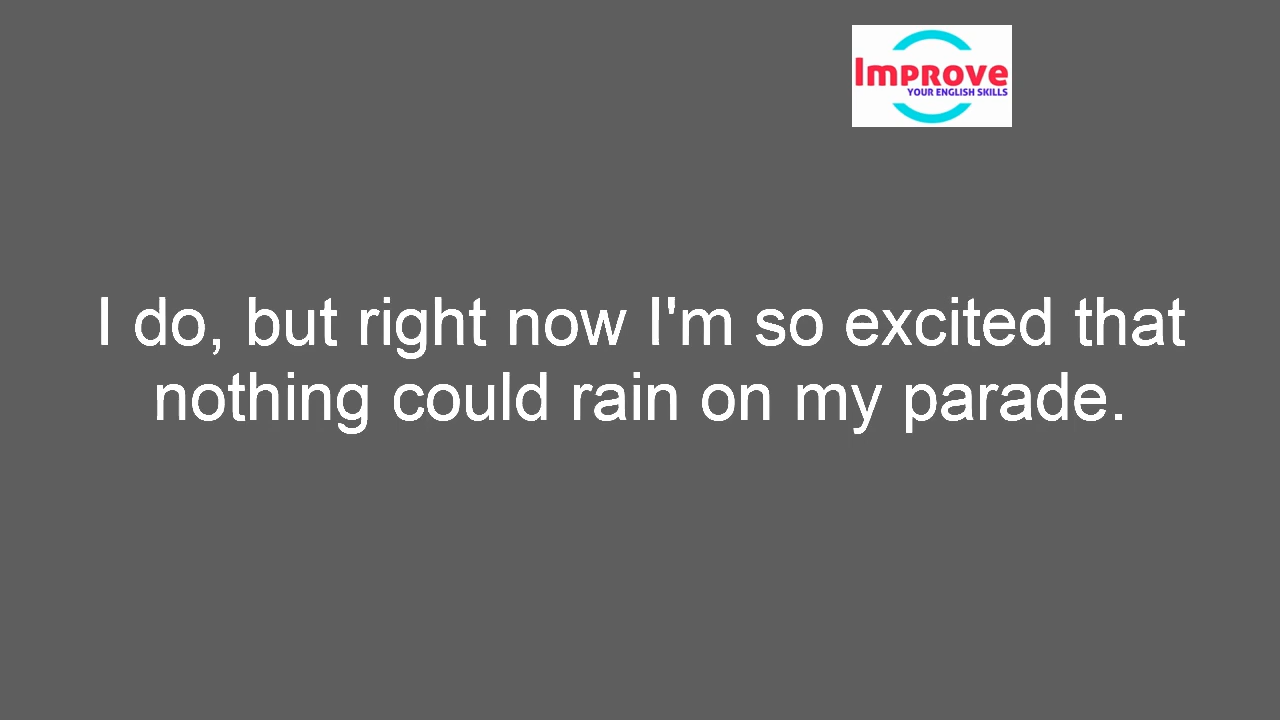 Improve
YOUR ENGLISH SKILLS
I do, but right now I'm so excited that
nothing could rain on my parade.